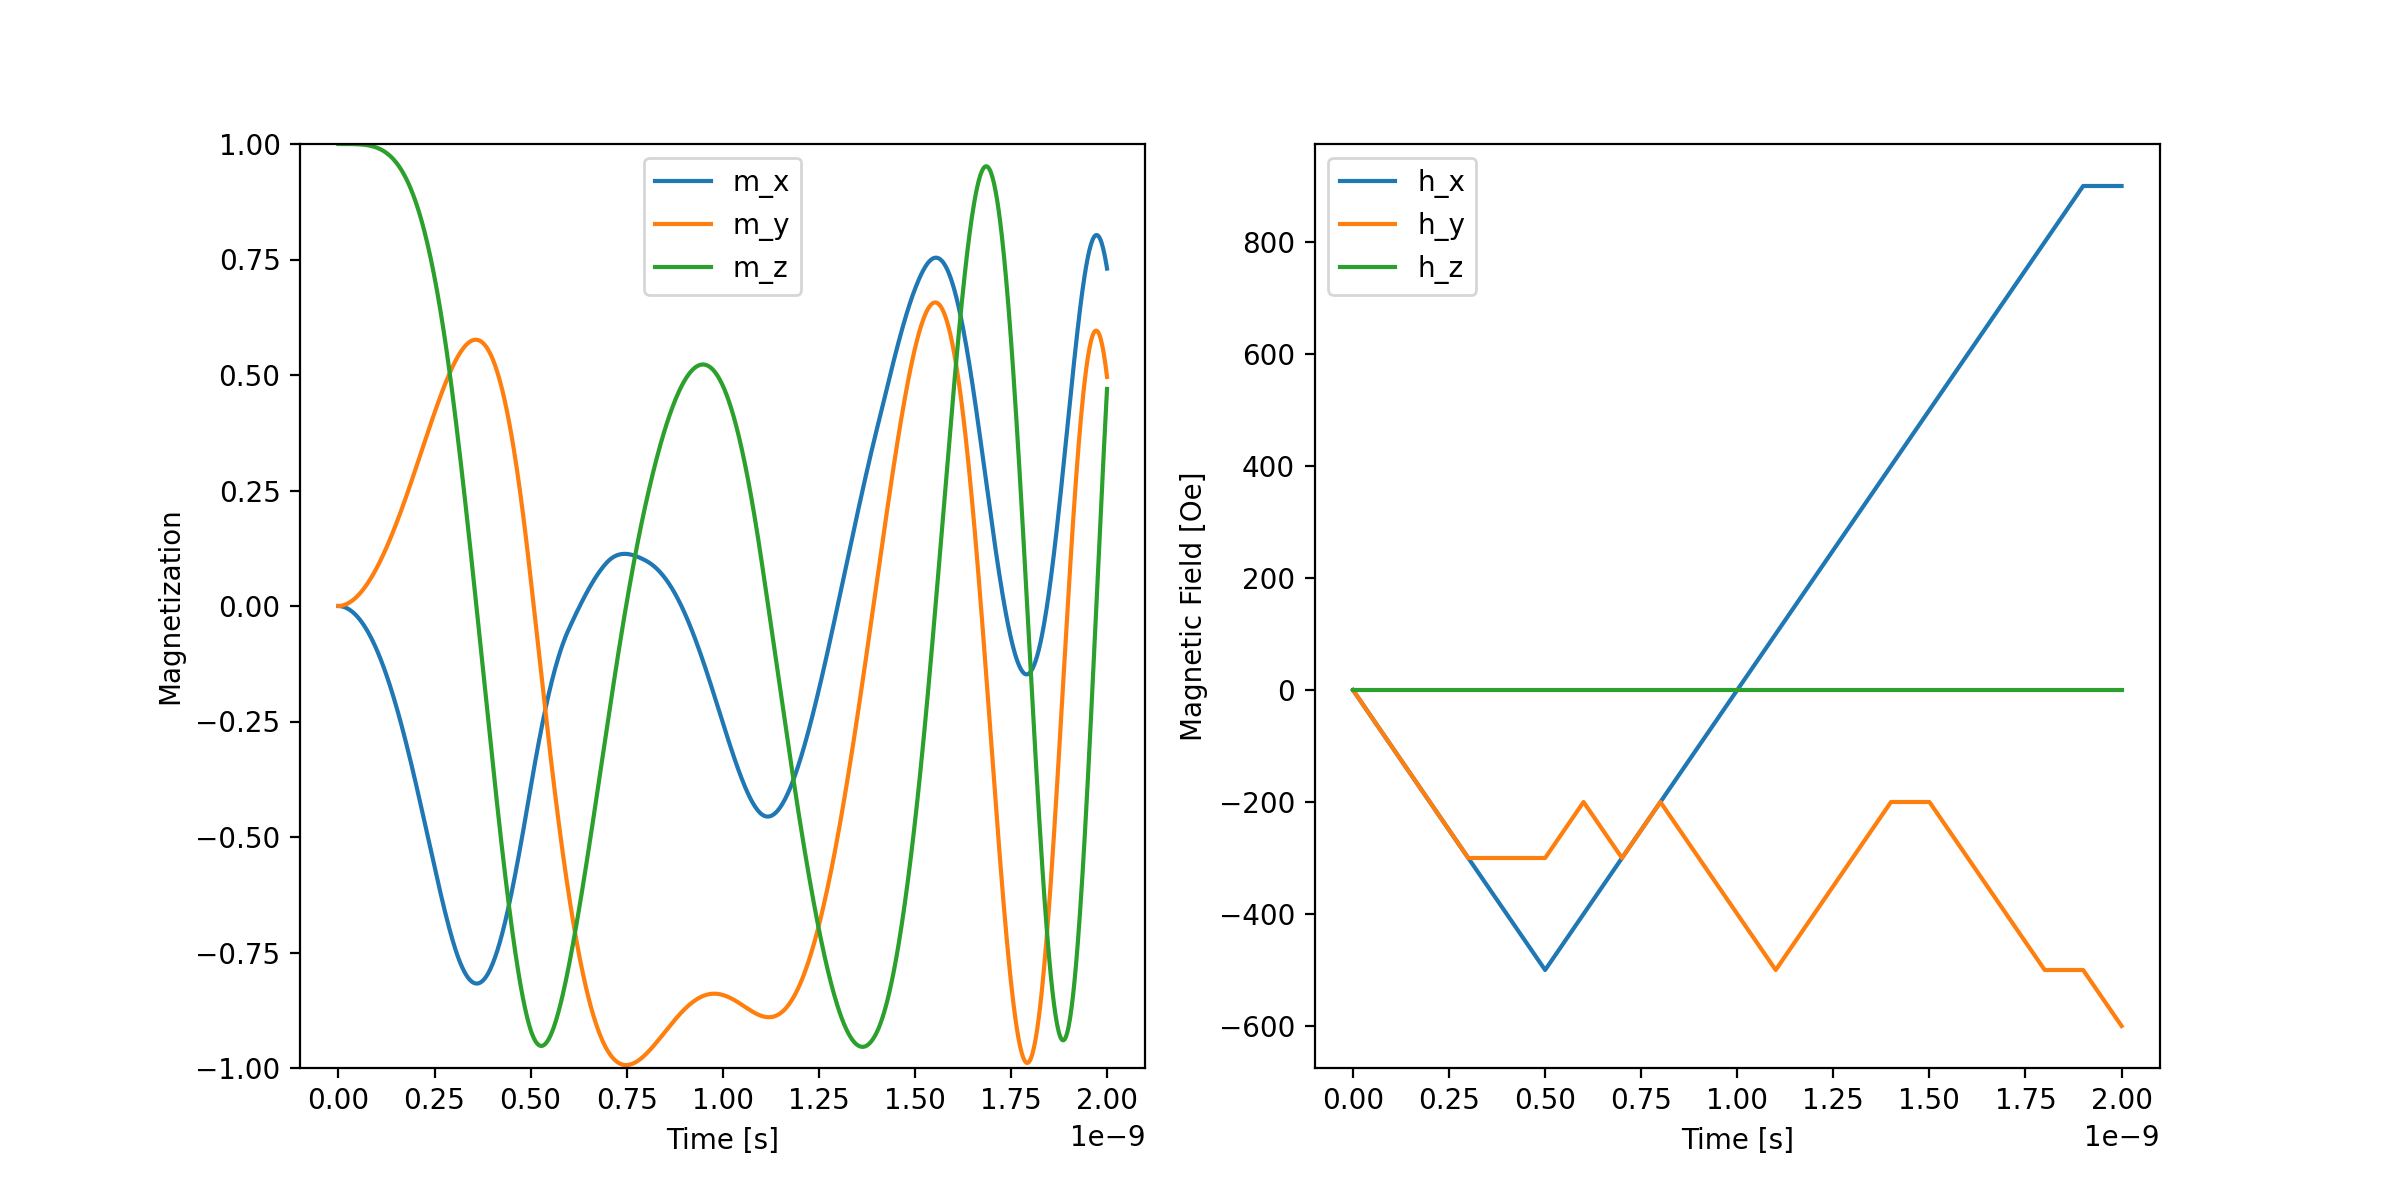 Magnetization
1.00
0.75
0.50
0.25
0.00
−0.25
−0.50
−0.75
−1.00
m_x
m_y
m_z
0.00 0.25 0.50 0.75 1.00 1.25 1.50 1.75 2.00
Time [s]
1e−9
Magnetic Field [Oe]
800
600
400
200
0
−200
−400
−600
h_x
h_y
h_z
0.00 0.25 0.50 0.75 1.00 1.25 1.50 1.75 2.00
Time [s]
1e−9